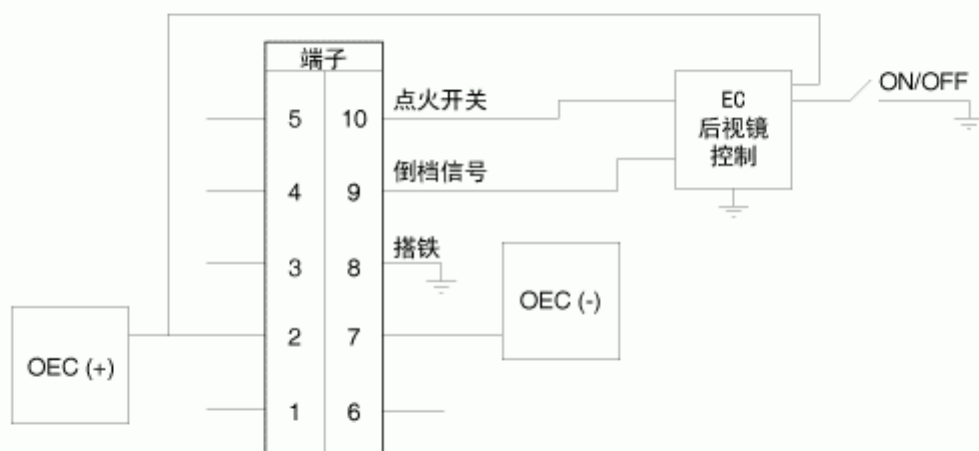 端子
5 10 点火开关
4 9 倒档信号
3 8 搭铁
2 7
1 6
EC
后视镜
控制
ON/OFF
OEC (-)
OEC (+)